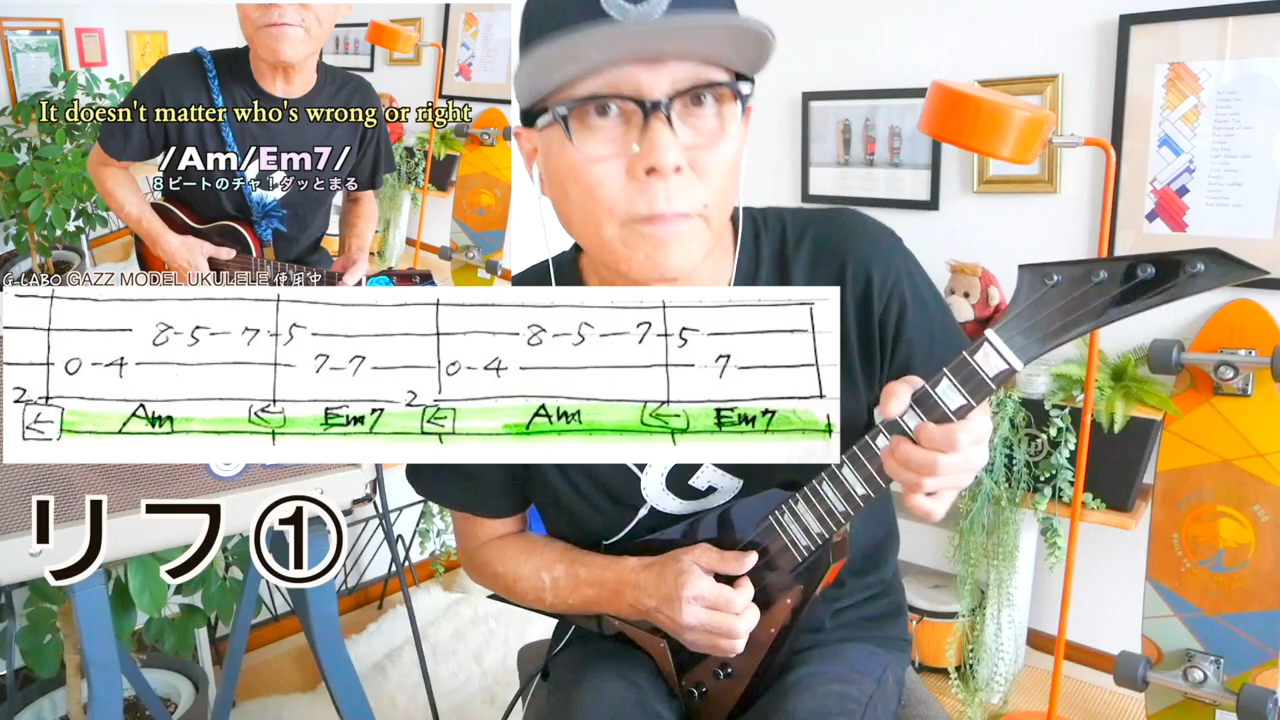 It doesn't matter who's wrong or right
/Am/Em7/
8ビートのチャ!ダッとまる
G-LABO GAZZ MODEL UKULELE 使用中
8-5-7-5 8-5-7-5
0-4 7-7 0-4 7
2 2
← Am ← Em7 ← Am ← Em7
G
リフ①